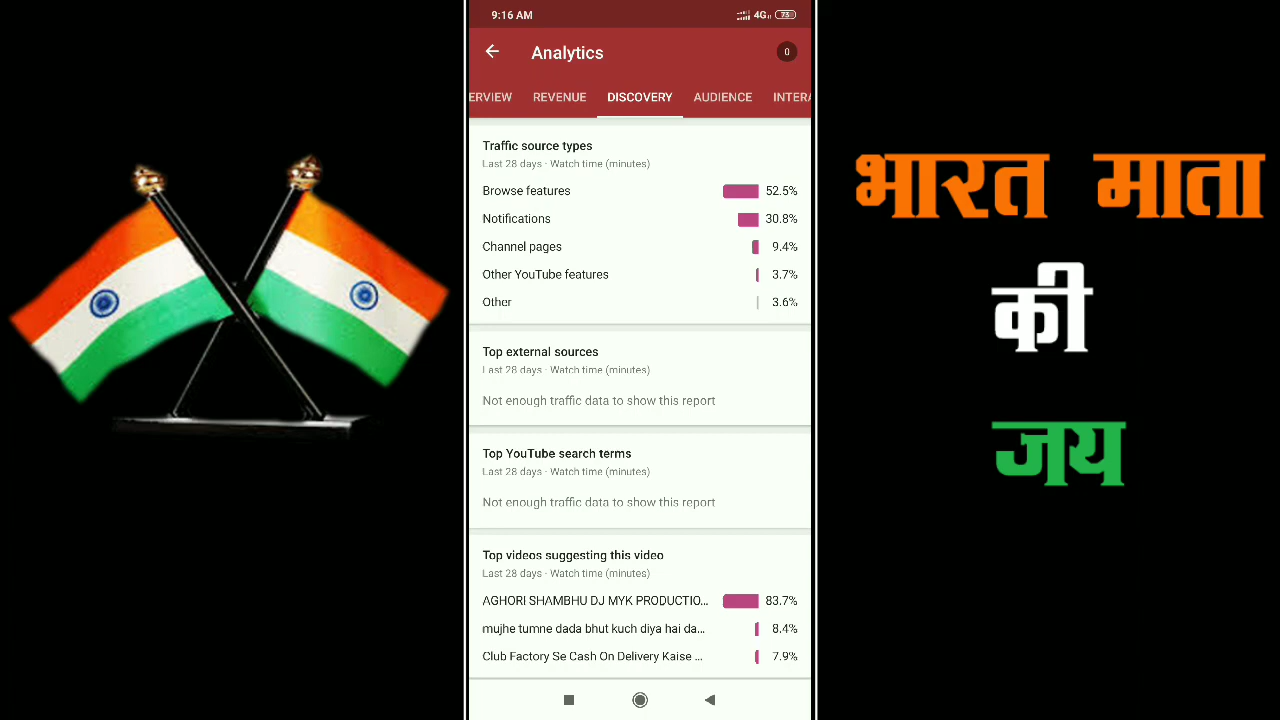 9:16 AM
4G
73
Analytics
0
ERVIEW REVENUE DISCOVERY AUDIENCE INTERA
Traffic source types
Last 28 days · Watch time (minutes)
Browse features 52.5%
Notifications 30.8%
Channel pages 9.4%
Other YouTube features 3.7%
Other 3.6%
Top external sources
Last 28 days · Watch time (minutes)
Not enough traffic data to show this report
Top YouTube search terms
Last 28 days · Watch time (minutes)
Not enough traffic data to show this report
Top videos suggesting this video
Last 28 days · Watch time (minutes)
AGHORI SHAMBHU DJ MYK PRODUCTIO... 83.7%
mujhe tumne dada bhut kuch diya hai da... 8.4%
Club Factory Se Cash On Delivery Kaise ... 7.9%
भारत माता
की
जय